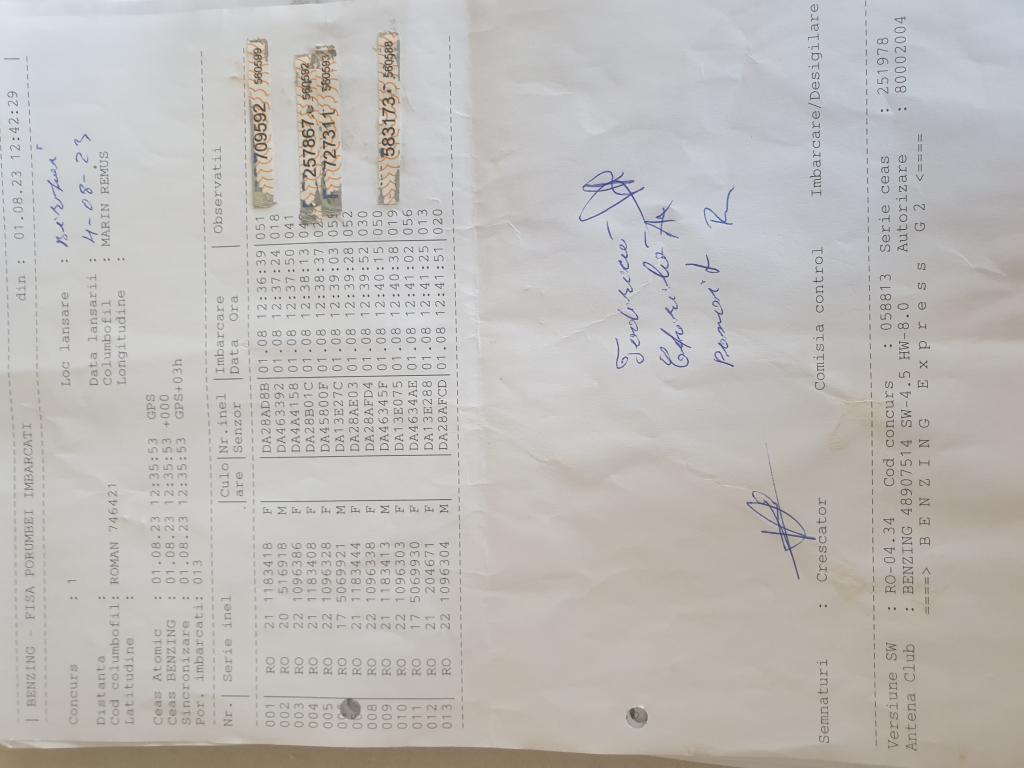 din : 01.08.23 12:42:29 |
| BENZING - FISA PORUMBEI IMBARCATI
Concurs : 1 Loc lansare :
Distanta : Data lansarii : 4-08-23
Cod columbofil: ROMAN 746421 Columbofil : MARIN REMUS
Latitudine : Longitudine :
Ceas Atomic : 01.08.23 12:35:53 GPS
Ceas BENZING : 01.08.23 12:35:53 +000
Sincronizare : 01.08.23 12:35:53 GPS+03h
Por. imbarcati: 013
Nr.| Serie inel .|Culo|Nr.inel |Imbarcare | Observatii
.|are |Senzor |Data Ora |
001 | RO 21 1183418 F |DA28AD8B|01.08 12:36:39|051 709592 560599
002 | RO 20 516918 M |DA463392|01.08 12:37:24|018
003 | RO 22 1096386 F |DA4A4158|01.08 12:37:50|041
004 | RO 21 1183408 F |DA28B01C|01.08 12:38:13 257867
005 | RO 22 1096328 F |DA45800F|01.08 12:38:37 727311
RO 17 5069921 M |DA13E27C|01.08 12:39:03
RO 21 1183444 F |DA28AE03|01.08 12:39:28|052
008 | RO 22 1096338 F |DA28AFD4|01.08 12:39:52|030
009 | RO 21 1183413 M |DA46345F|01.08 12:40:15|050 583173 560588
010 | RO 22 1096303 F |DA13E075|01.08 12:40:38|019
011 | RO 17 5069930 F |DA4634AE|01.08 12:41:02|056
012 | RO 21 204671 F |DA13E288|01.08 12:41:25|013
013 | RO 22 1096304 M |DA28AFCD|01.08 12:41:51|020
Semnaturi : Crescator Comisia control Imbarcare/Desigilare
Versiune SW : RO-04.34 Cod concurs : 058813 Serie ceas : 251978
Antena Club : BENZING 48907514 SW-4.5 HW-8.0 Autorizare : 80002004
====> B E N Z I N G E x p r e s s G 2 <====